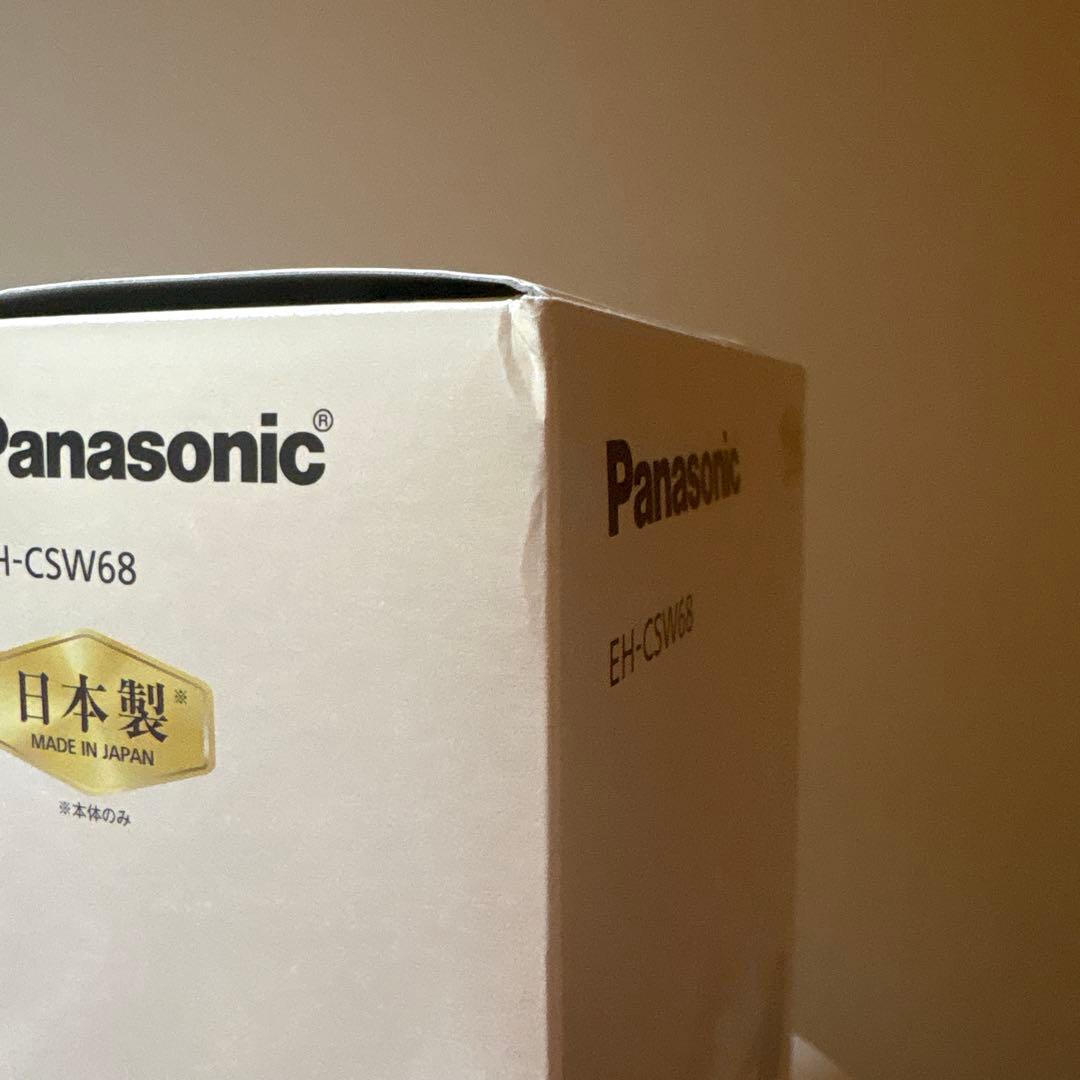 Panasonic®
H-CSW68
日本製※
MADE IN JAPAN
※本体のみ
Panasonic
EH-CSW68